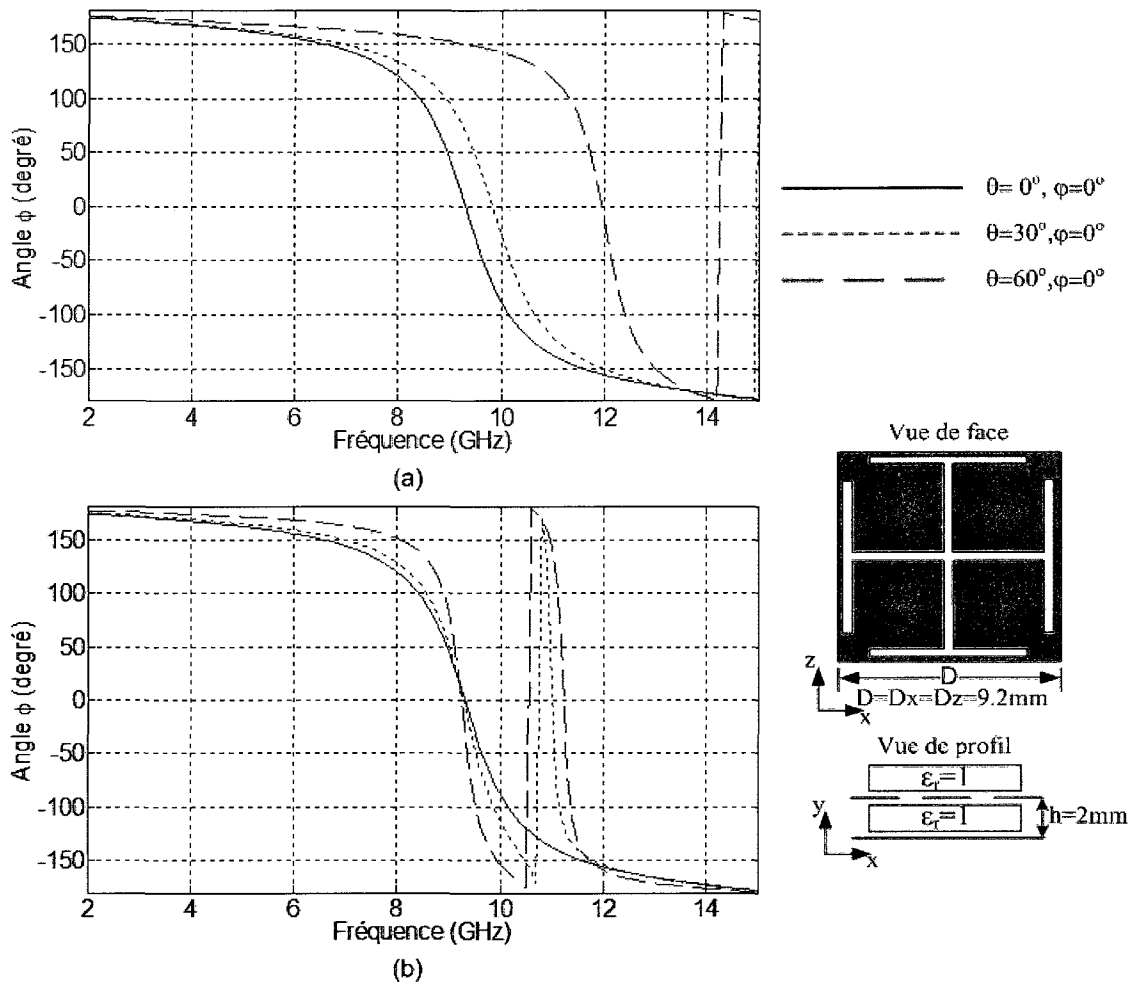 150
100
50
0
-50
-100
-150
Angle ϕ (degré)
2 4 6 8 10 12 14
Fréquence (GHz)
(a)
θ= 0°, φ=0°
θ=30°,φ=0°
θ=60°,φ=0°
150
100
50
0
-50
-100
-150
Angle ϕ (degré)
2 4 6 8 10 12 14
Fréquence (GHz)
(b)
Vue de face
z
x
D
D=Dx=Dz=9.2mm
Vue de profil
εr=1
εr=1
h=2mm
y
x